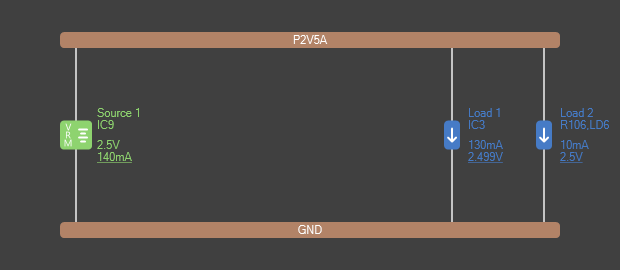 P2V5A
VRM
Source 1
IC9
2.5V
140mA
Load 1
IC3
130mA
2.499V
Load 2
R106,LD6
10mA
2.5V
GND